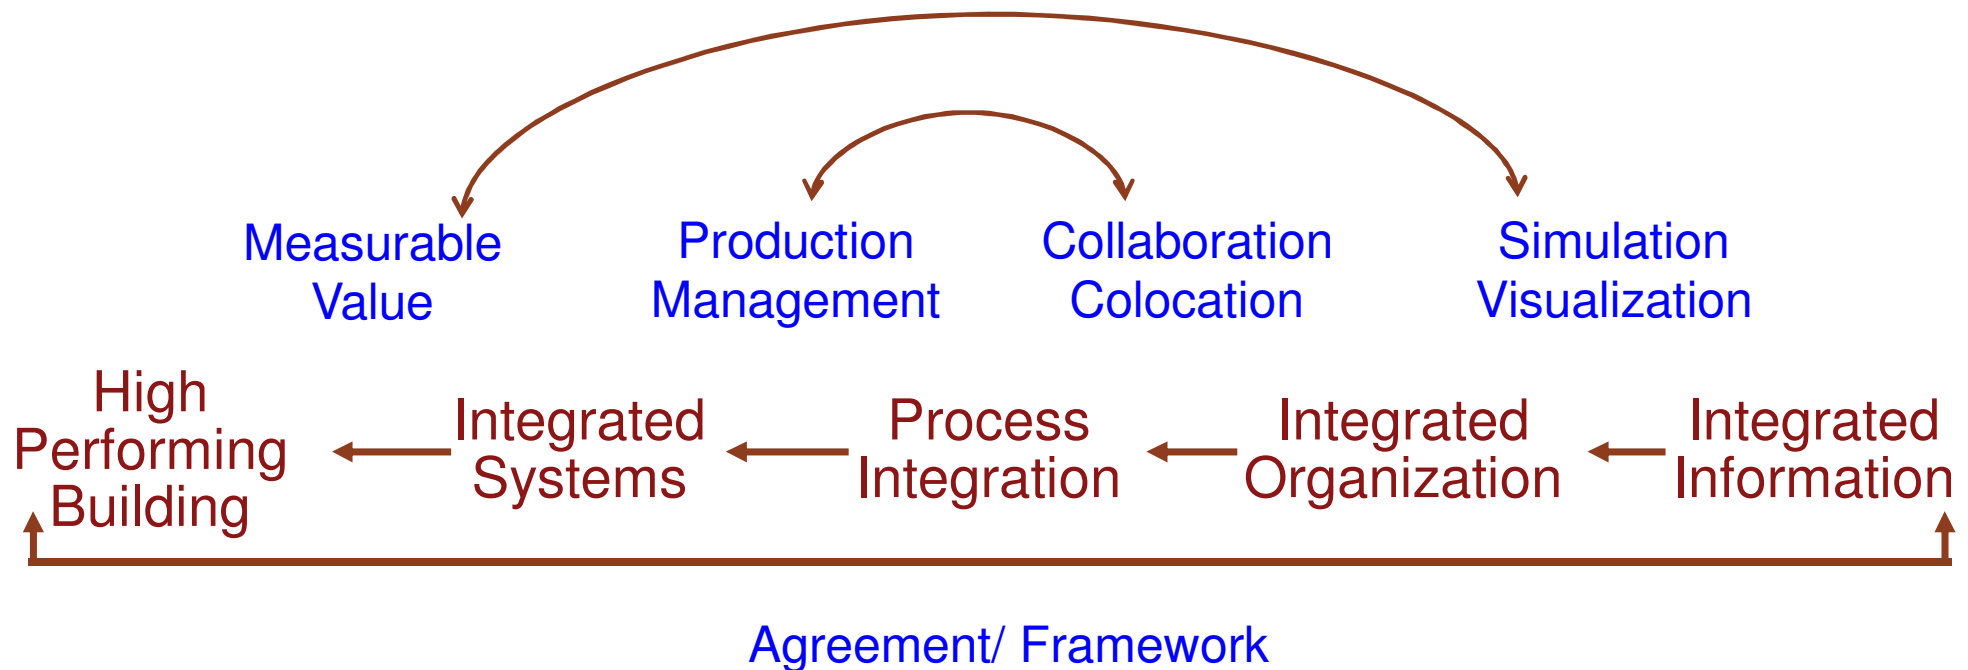 Measurable
Value
Production
Management
Collaboration
Colocation
Simulation
Visualization
High
Performing
Building
Integrated
Systems
Process
Integration
Integrated
Organization
Integrated
Information
Agreement/ Framework